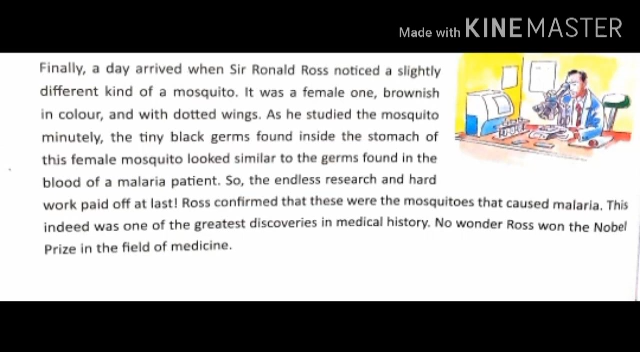 Made with KINEMASTER
Finally, a day arrived when Sir Ronald Ross noticed a slightly
different kind of a mosquito. It was a female one, brownish
in colour, and with dotted wings. As he studied the mosquito
minutely, the tiny black germs found inside the stomach of
this female mosquito looked similar to the germs found in the
blood of a malaria patient. So, the endless research and hard
work paid off at last! Ross confirmed that these were the mosquitoes that caused malaria. This
indeed was one of the greatest discoveries in medical history. No wonder Ross won the Nobel
Prize in the field of medicine.